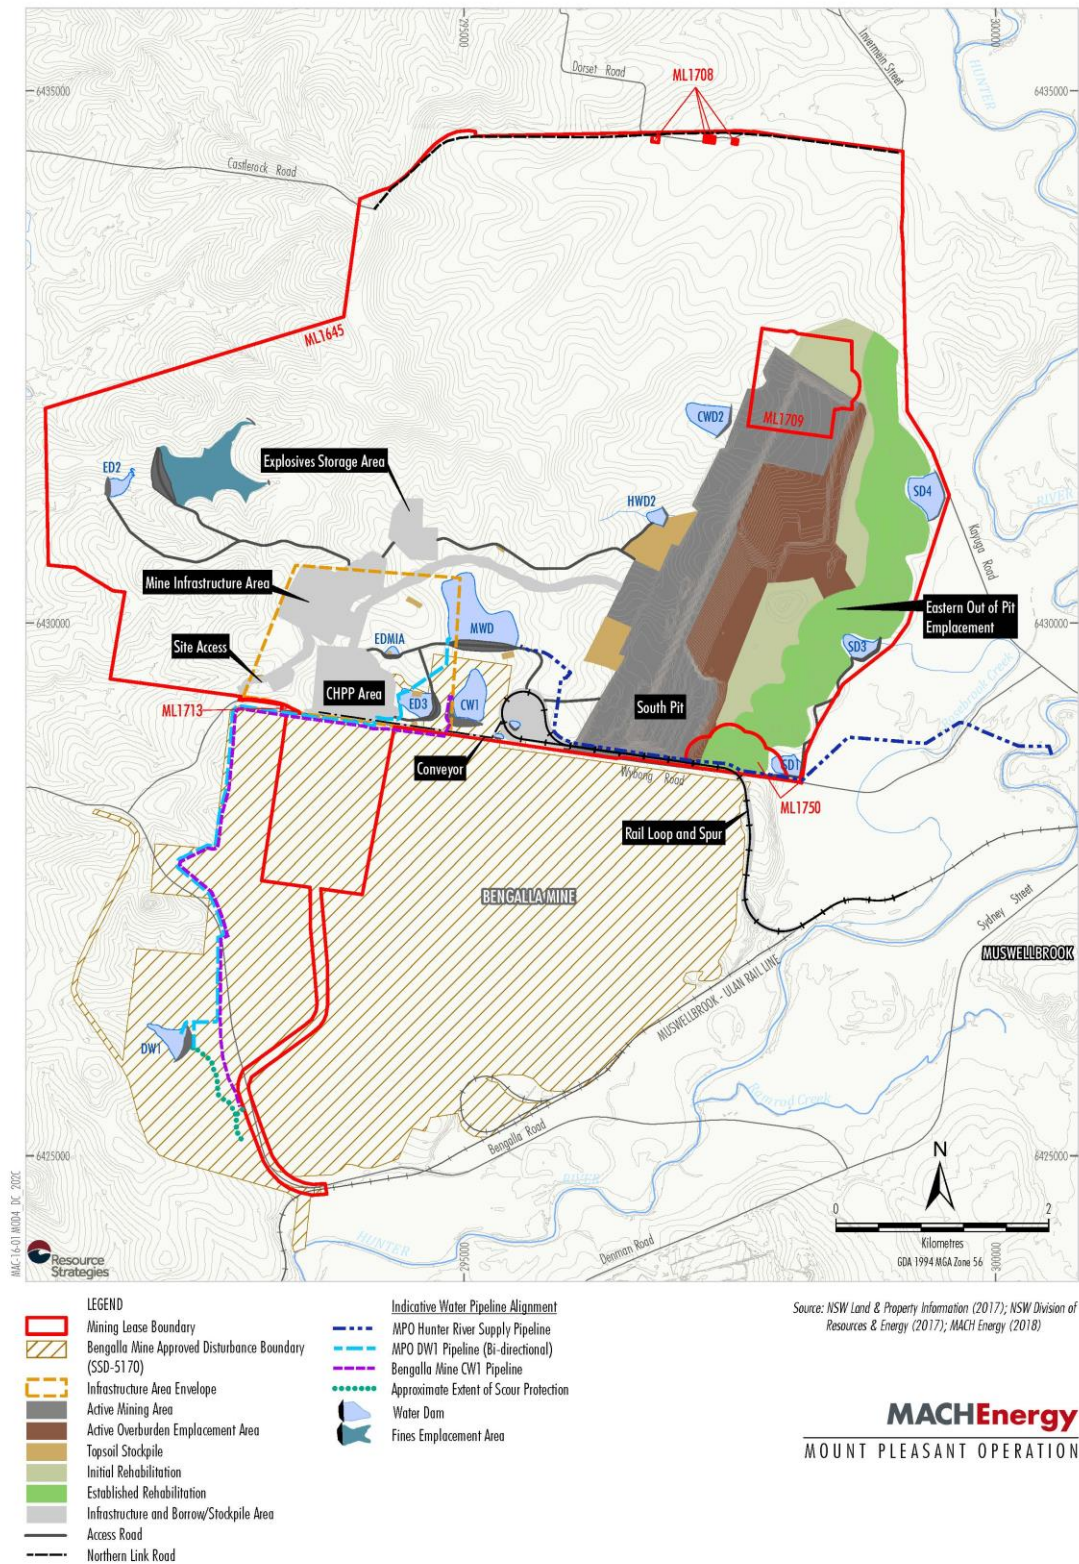 295000
300000
Dorset Road
Invermein Street
HUNTER
ML1708
6435000
6435000
Castlerock Road
ML1645
ML1709
CWD2
Explosives Storage Area
ED2
SD4
RIVER
HWD2
Kayuga Road
Mine Infrastructure Area
Eastern Out of Pit
Emplacement
6430000
6430000
MWD
EDMIA
SD3
Site Access
CHPP Area
ED3
CW1
South Pit
ML1713
Conveyor
SD1
Wybong Road
ML1750
Rail Loop and Spur
BENGALLA MINE
Sydney Street
MUSWELLBROOK
MUSWELLBROOK - ULAN RAIL LINE
DW1
Ramrod Creek
Bengalla Road
6425000
6425000
N
RIVER
HUNTER
Denman Road
0
2
Kilometres
GDA 1994 MGA Zone 56
295000
300000
MAC-16-01 MOD4_DC_202C
Resource
Strategies
LEGEND
Mining Lease Boundary
Bengalla Mine Approved Disturbance Boundary
(SSD-5170)
Infrastructure Area Envelope
Active Mining Area
Active Overburden Emplacement Area
Topsoil Stockpile
Initial Rehabilitation
Established Rehabilitation
Infrastructure and Borrow/Stockpile Area
Access Road
Northern Link Road
Indicative Water Pipeline Alignment
MPO Hunter River Supply Pipeline
MPO DW1 Pipeline (Bi-directional)
Bengalla Mine CW1 Pipeline
Approximate Extent of Scour Protection
Water Dam
Fines Emplacement Area
Source: NSW Land & Property Information (2017); NSW Division of
Resources & Energy (2017); MACH Energy (2018)
MACHEnergy
MOUNT PLEASANT OPERATION